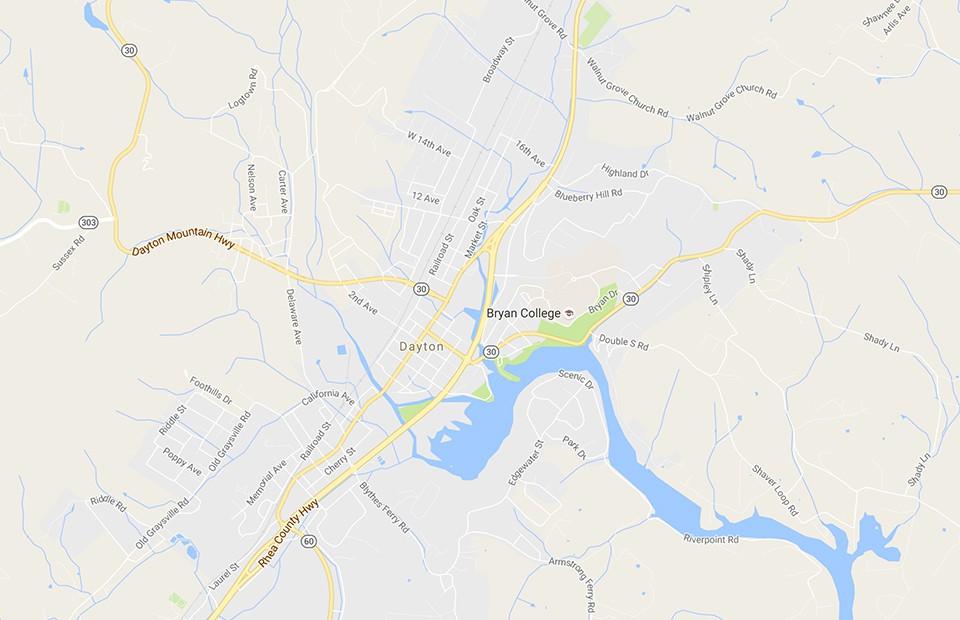 Walnut Grove Rd
Shawnee
Arlis Ave
30
Broadway St
Walnut Grove Church Rd
Walnut Grove Church Rd
Logtown Rd
W 14th Ave
16th Ave
Nelson Ave
Carter Ave
Highland Dr
Blueberry Hill Rd
12 Ave
30
Oak St
303
Market St
Sussex Rd
Dayton Mountain Hwy
Railroad St
Shady Ln
Shipley Ln
30
2nd Ave
Bryan Dr
30
Delaware Ave
Bryan College
Dayton
30
Double S Rd
Shady Ln
Foothills Dr
Scenic Dr
California Ave
Riddle St
Old Graysville Rd
Railroad St
Park Dr
Poppy Ave
Cherry St
Edgewater St
Memorial Ave
Shady Ln
Shaver Loop Rd
Riddle Rd
Old Graysville Rd
Blythes Ferry Rd
Rhea County Hwy
60
Riverpoint Rd
Laurel St
Armstrong Ferry Rd